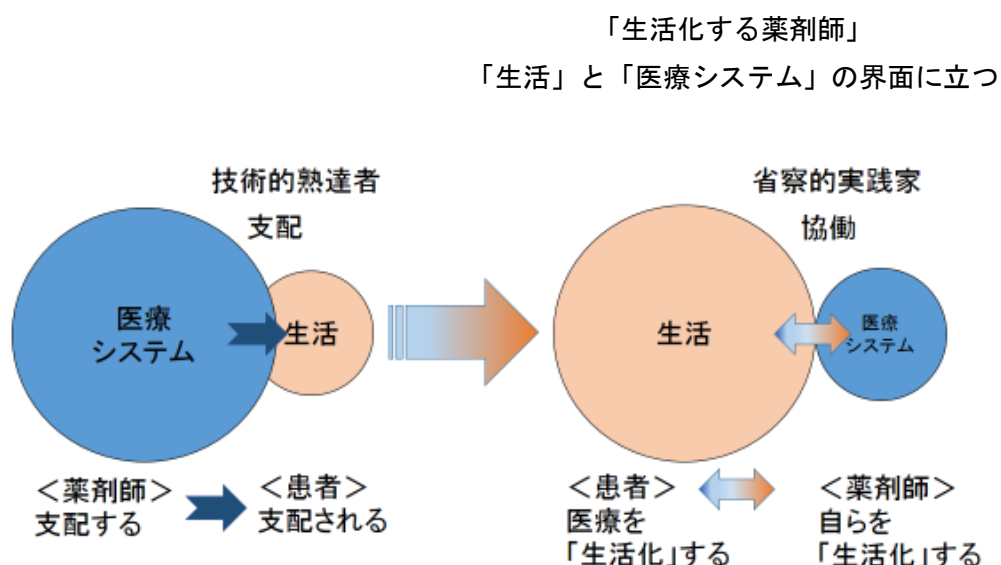 「生活化する薬剤師」
「生活」と「医療システム」の界面に立つ
技術的熟達者
支配
医療
システム
生活
＜薬剤師＞
支配する
＜患者＞
支配される
省察的実践家
協働
生活
医療
システム
＜患者＞
医療を
「生活化」する
＜薬剤師＞
自らを
「生活化」する